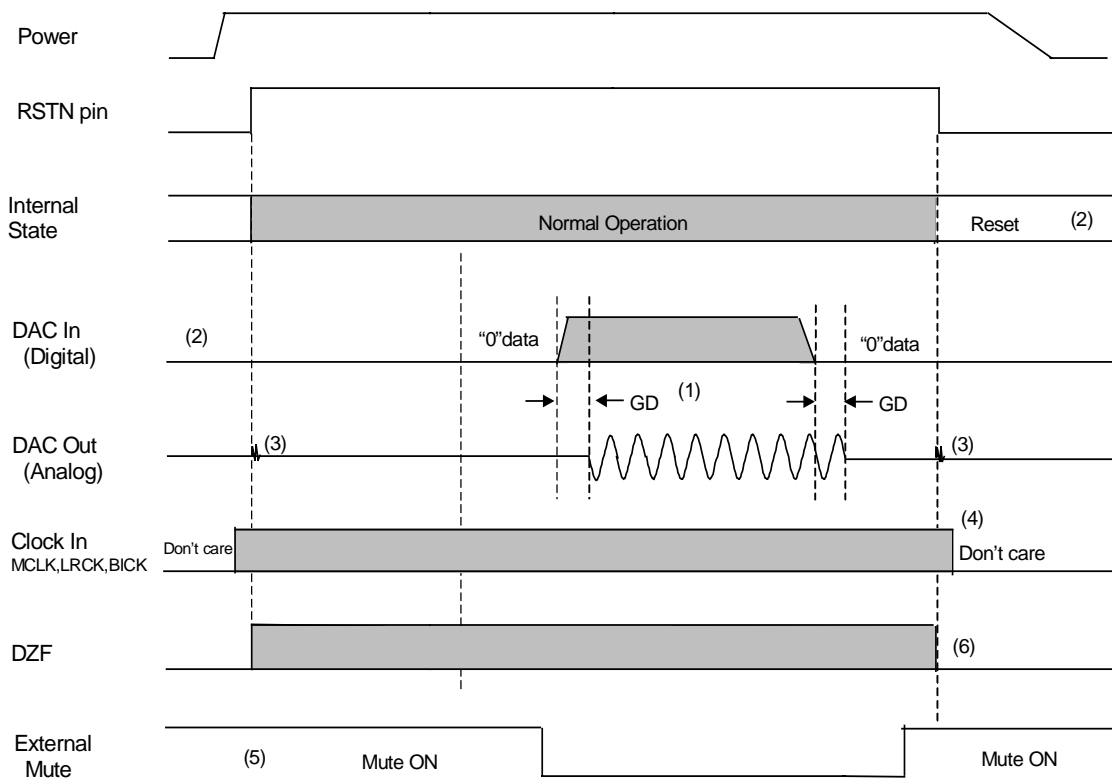 Power
RSTN pin
Internal
State
Normal Operation
Reset
(2)
DAC In
(Digital)
(2)
“0”data
“0”data
(1)
GD
GD
DAC Out
(Analog)
(3)
(3)
Clock In
MCLK,LRCK,BICK
Don’t care
(4)
Don’t care
DZF
(6)
External
Mute
(5)
Mute ON
Mute ON